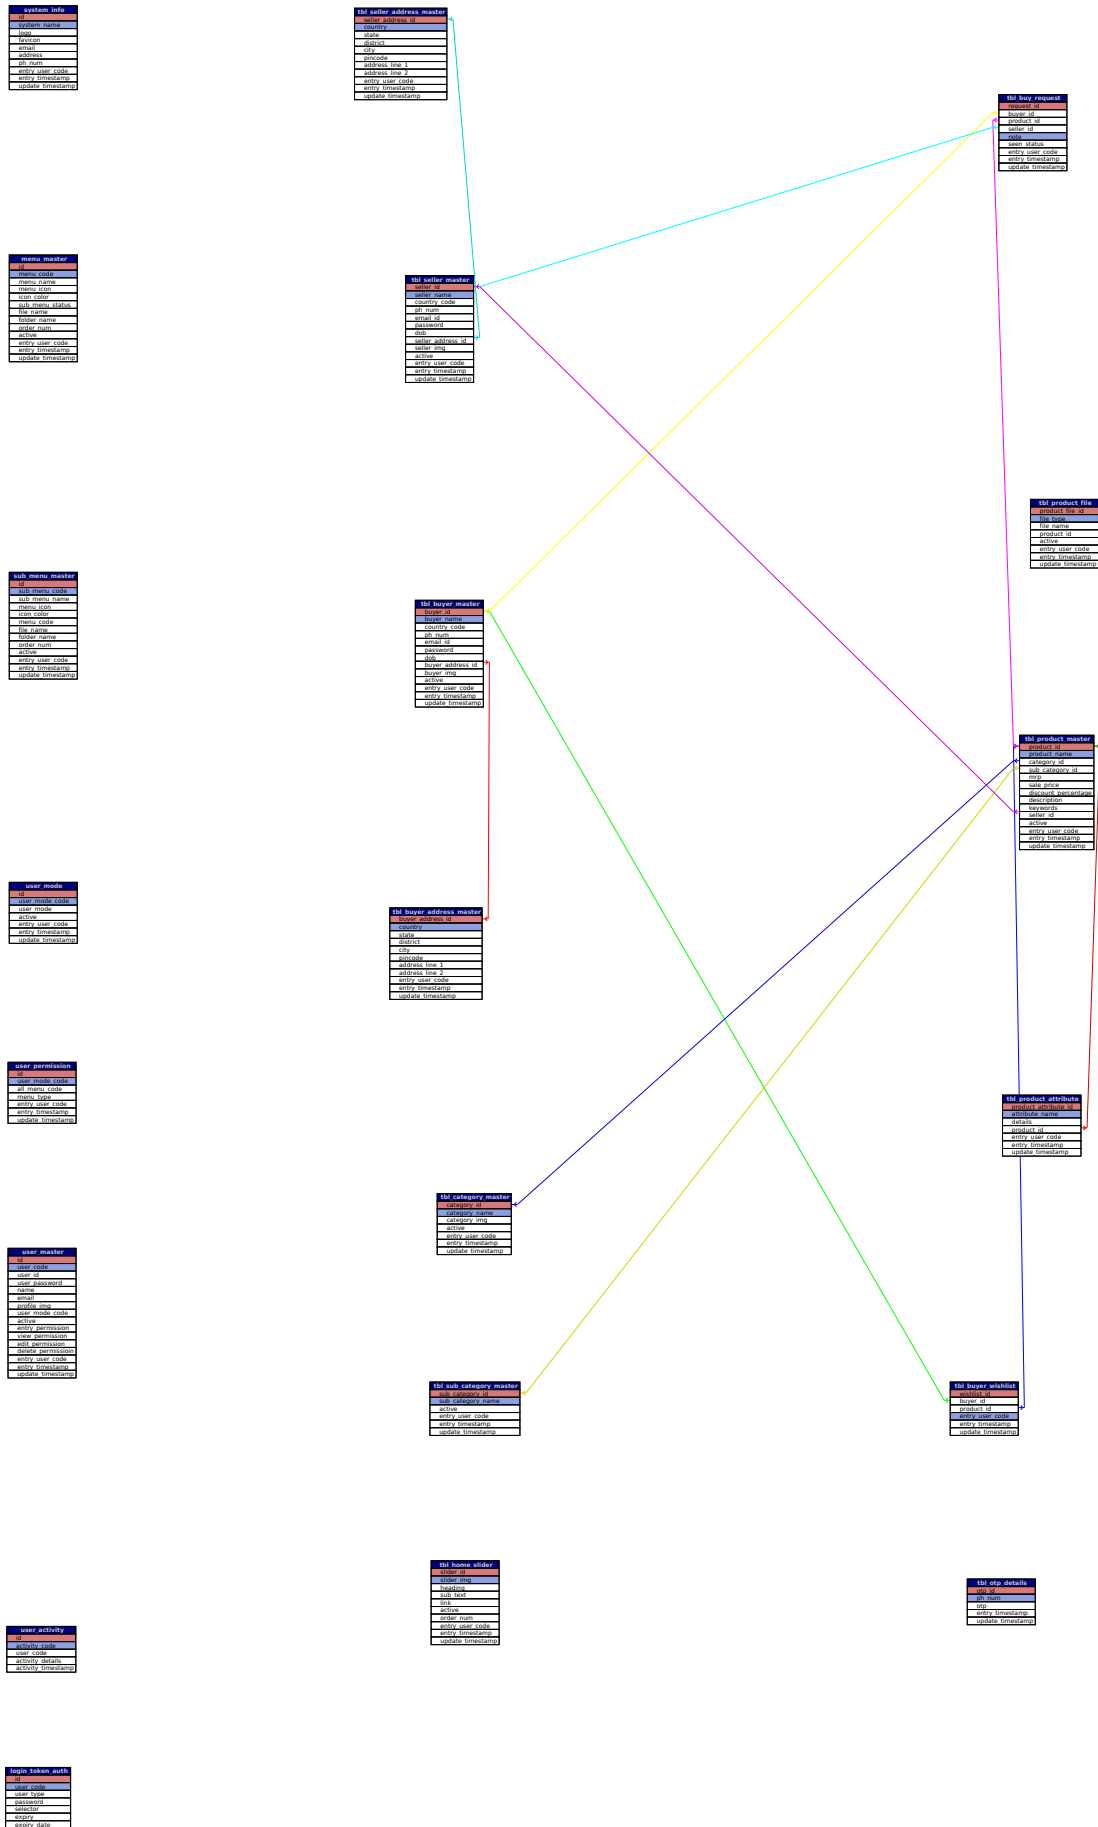 system_info
id
system_name
logo
favicon
email
address
ph_num
entry_user_code
entry_timestamp
update_timestamp
tbl_seller_address_master
seller_address_id
country
state
district
city
pincode
address_line_1
address_line_2
entry_user_code
entry_timestamp
update_timestamp
tbl_buy_request
request_id
buyer_id
product_id
seller_id
note
seen_status
entry_user_code
entry_timestamp
update_timestamp
menu_master
id
menu_code
menu_name
menu_icon
icon_color
sub_menu_status
file_name
folder_name
order_num
active
entry_user_code
entry_timestamp
update_timestamp
tbl_seller_master
seller_id
seller_name
country_code
ph_num
email_id
password
dob
seller_address_id
seller_img
active
entry_user_code
entry_timestamp
update_timestamp
tbl_product_file
product_file_id
file_type
file_name
product_id
active
entry_user_code
entry_timestamp
update_timestamp
sub_menu_master
id
sub_menu_code
sub_menu_name
menu_icon
icon_color
menu_code
file_name
folder_name
order_num
active
entry_user_code
entry_timestamp
update_timestamp
tbl_buyer_master
buyer_id
buyer_name
country_code
ph_num
email_id
password
dob
buyer_address_id
buyer_img
active
entry_user_code
entry_timestamp
update_timestamp
tbl_product_master
product_id
product_name
category_id
sub_category_id
mrp
sale_price
discount_percentage
description
keywords
seller_id
active
entry_user_code
entry_timestamp
update_timestamp
user_mode
id
user_mode_code
user_mode
active
entry_user_code
entry_timestamp
update_timestamp
tbl_buyer_address_master
buyer_address_id
country
state
district
city
pincode
address_line_1
address_line_2
entry_user_code
entry_timestamp
update_timestamp
user_permission
id
user_mode_code
all_menu_code
menu_type
entry_user_code
entry_timestamp
update_timestamp
tbl_product_attribute
product_attribute_id
attribute_name
details
product_id
entry_user_code
entry_timestamp
update_timestamp
tbl_category_master
category_id
category_name
category_img
active
entry_user_code
entry_timestamp
update_timestamp
user_master
id
user_code
user_id
user_password
name
email
profile_img
user_mode_code
active
entry_permission
view_permission
edit_permission
delete_permissioin
entry_user_code
entry_timestamp
update_timestamp
tbl_sub_category_master
sub_category_id
sub_category_name
active
entry_user_code
entry_timestamp
update_timestamp
tbl_buyer_wishlist
wishlist_id
buyer_id
product_id
entry_user_code
entry_timestamp
update_timestamp
tbl_home_slider
slider_id
slider_img
heading
sub_text
link
active
order_num
entry_user_code
entry_timestamp
update_timestamp
tbl_otp_details
otp_id
ph_num
otp
entry_timestamp
update_timestamp
user_activity
id
activity_code
user_code
activity_details
activity_timestamp
login_token_auth
id
user_code
user_type
password
selector
expiry
expiry_date